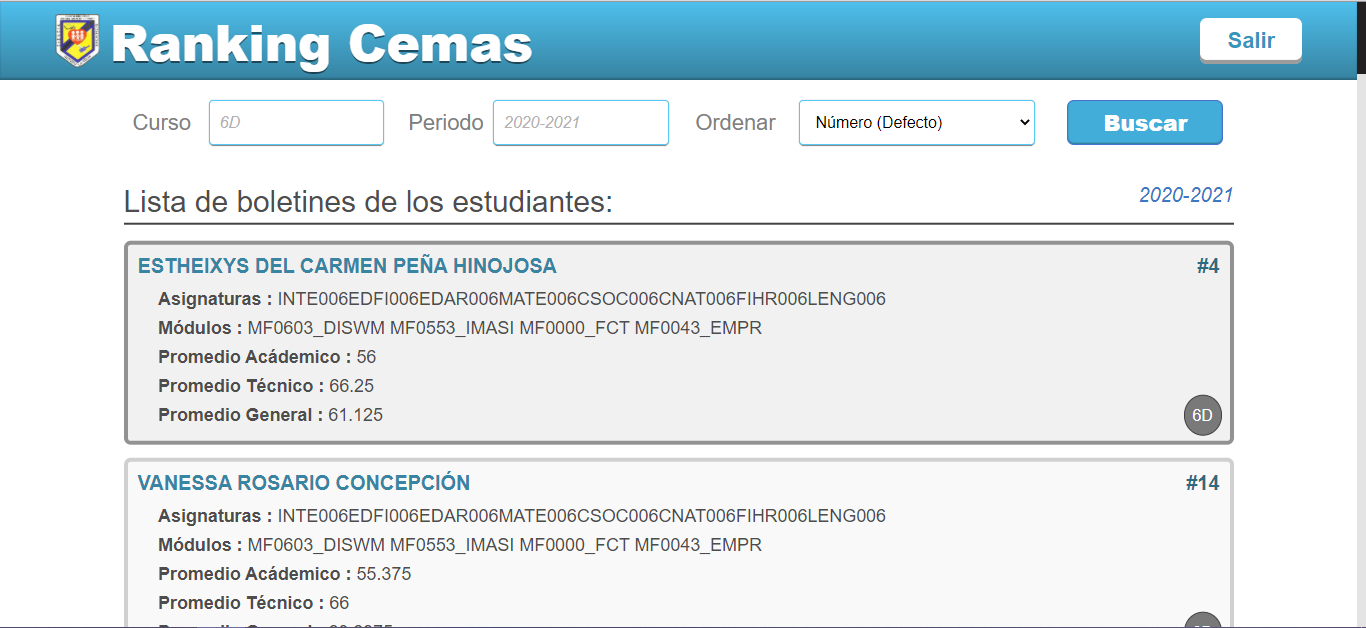 Ranking Cemas
Salir
Curso 6D Periodo 2020-2021 Ordenar Número (Defecto) Buscar
Lista de boletines de los estudiantes: 2020-2021
ESTHEIXYS DEL CARMEN PEÑA HINOJOSA #4
Asignaturas : INTE006EDFI006EDAR006MATE006CSOC006CNAT006FIHR006LENG006
Módulos : MF0603_DISWM MF0553_IMASI MF0000_FCT MF0043_EMPR
Promedio Acádemico : 56
Promedio Técnico : 66.25
Promedio General : 61.125
6D
VANESSA ROSARIO CONCEPCIÓN #14
Asignaturas : INTE006EDFI006EDAR006MATE006CSOC006CNAT006FIHR006LENG006
Módulos : MF0603_DISWM MF0553_IMASI MF0000_FCT MF0043_EMPR
Promedio Acádemico : 55.375
Promedio Técnico : 66